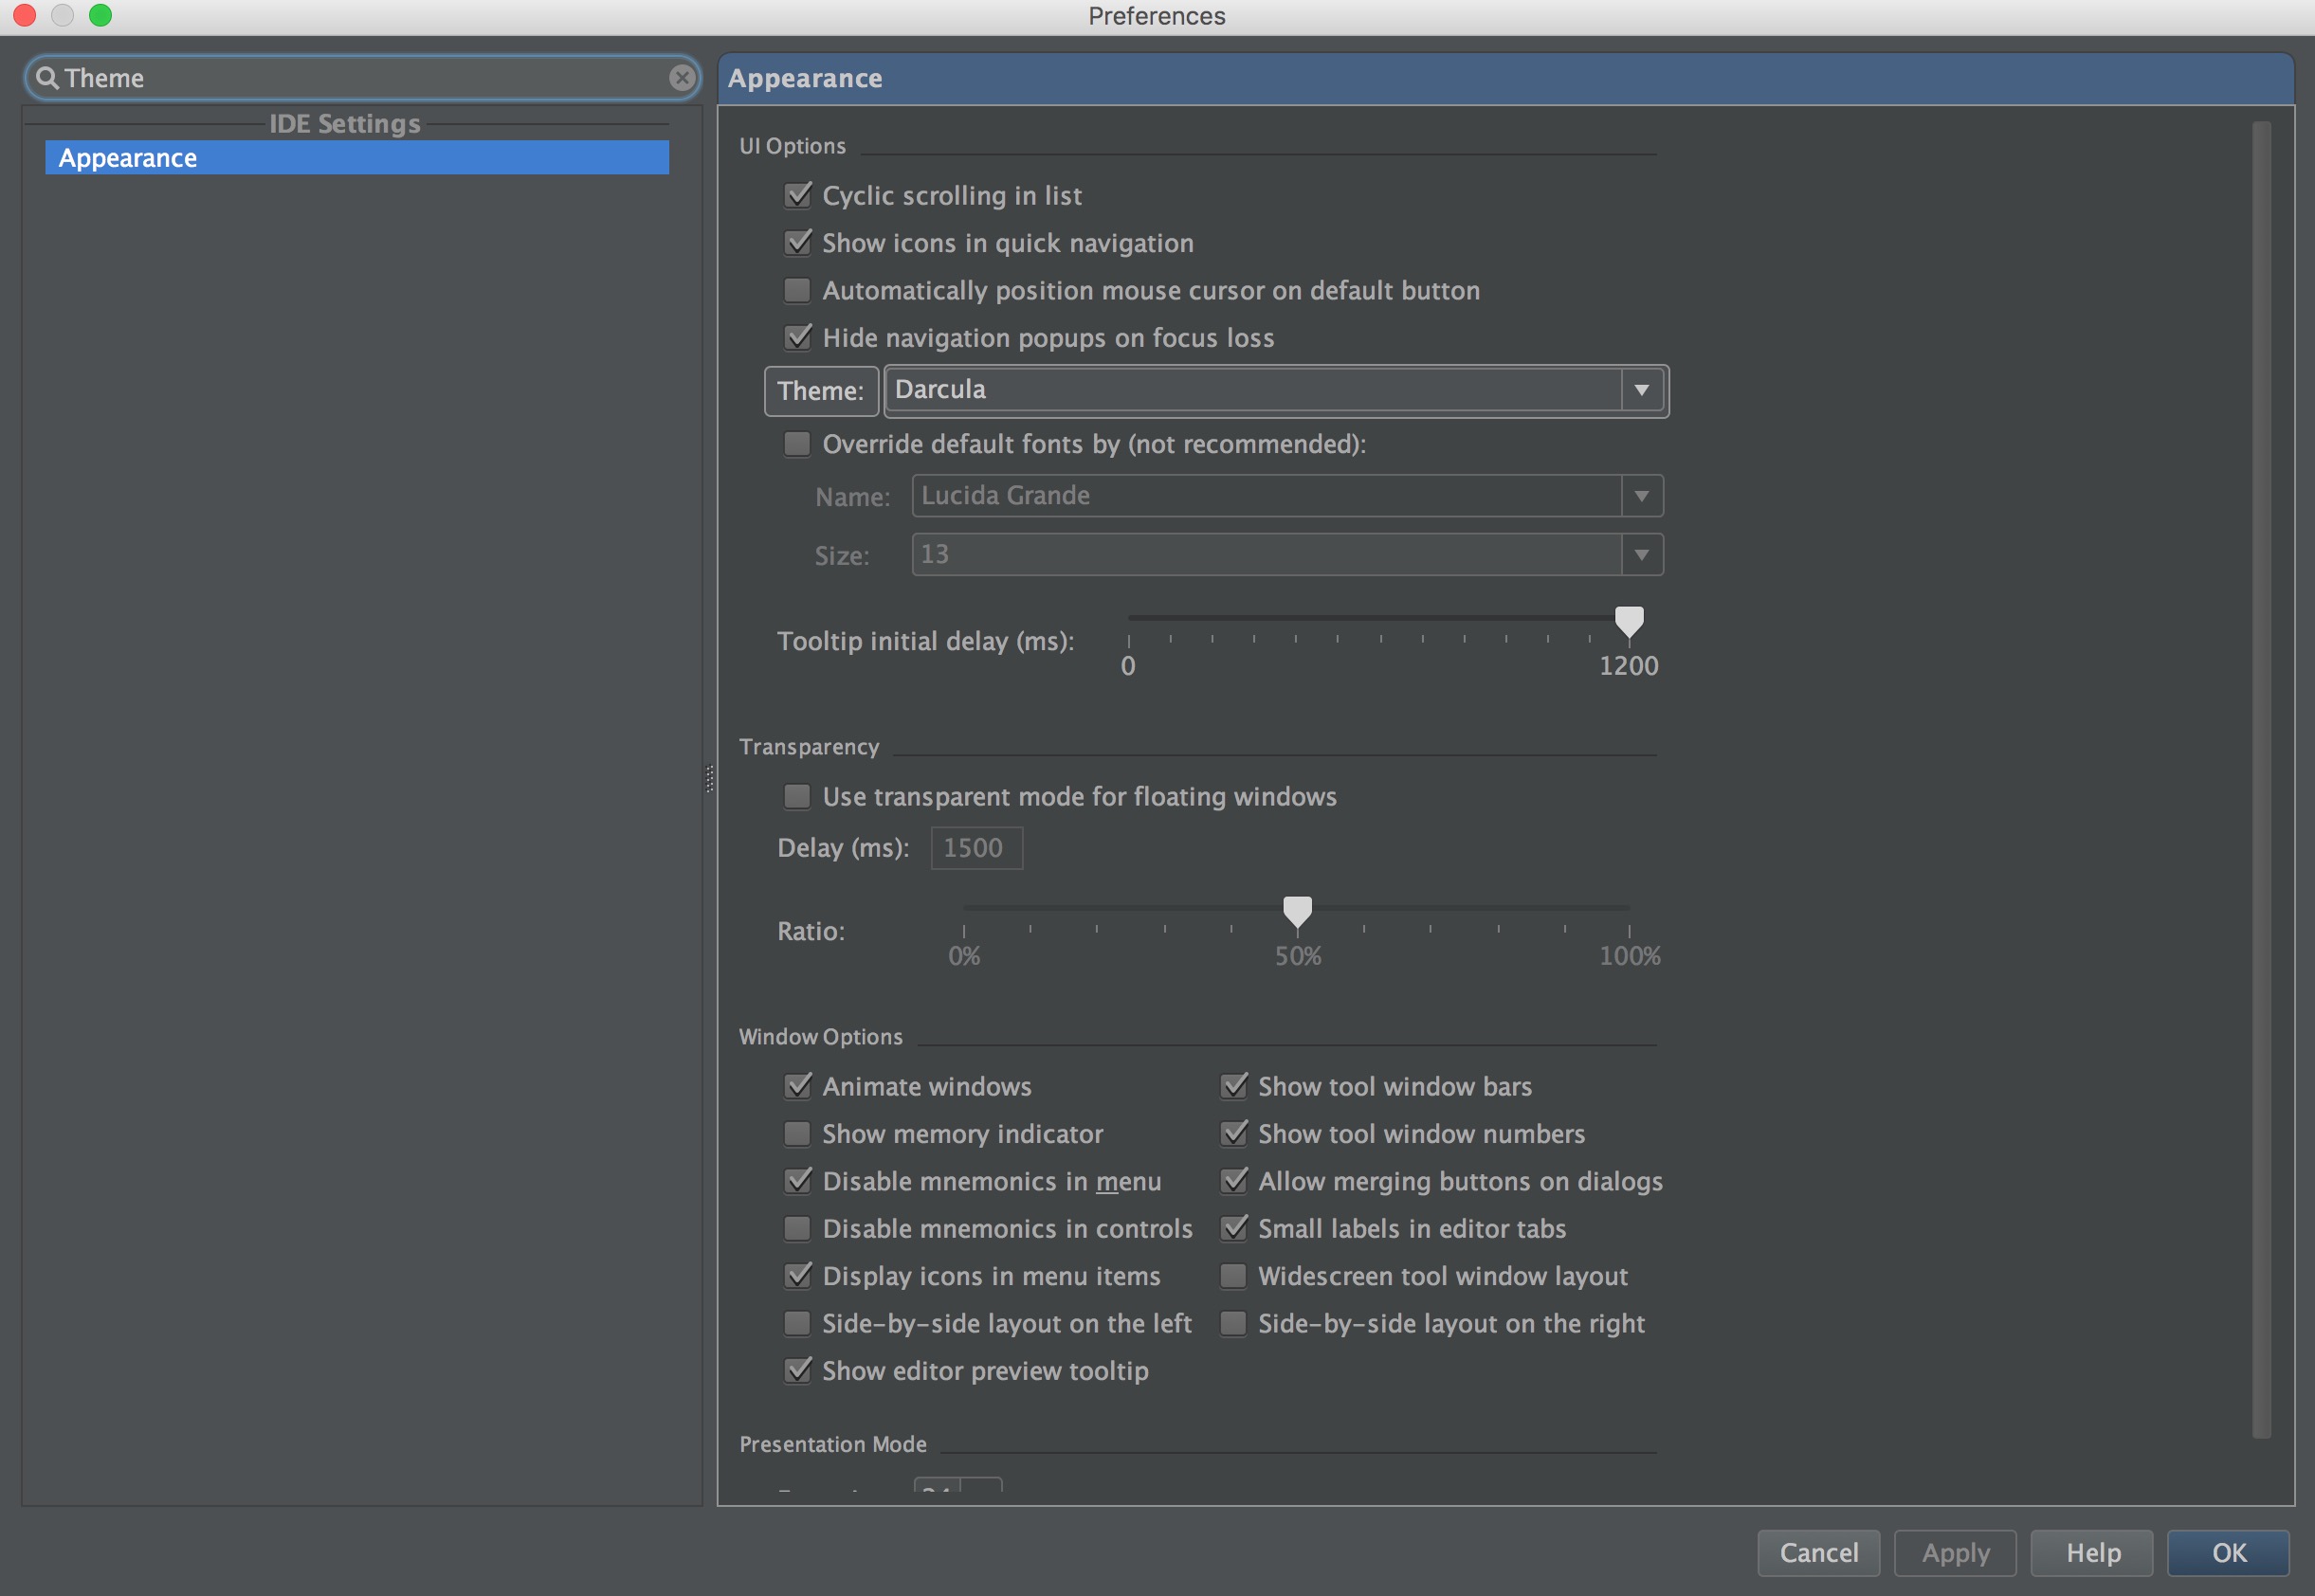 Preferences
Theme
IDE Settings
Appearance
Appearance
UI Options
Cyclic scrolling in list
Show icons in quick navigation
Automatically position mouse cursor on default button
Hide navigation popups on focus loss
Theme: Darcula
Override default fonts by (not recommended):
Name: Lucida Grande
Size: 13
Tooltip initial delay (ms):
0 1200
Transparency
Use transparent mode for floating windows
Delay (ms): 1500
Ratio:
0% 50% 100%
Window Options
Animate windows Show tool window bars
Show memory indicator Show tool window numbers
Disable mnemonics in menu Allow merging buttons on dialogs
Disable mnemonics in controls Small labels in editor tabs
Display icons in menu items Widescreen tool window layout
Side-by-side layout on the left Side-by-side layout on the right
Show editor preview tooltip
Presentation Mode
Cancel Apply Help OK